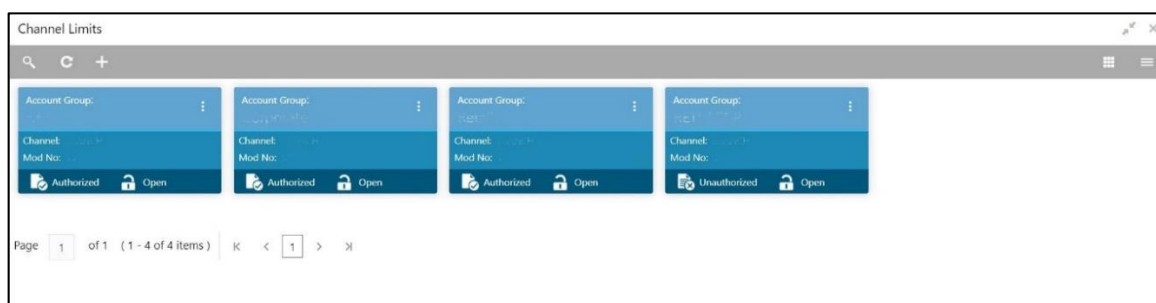 Channel Limits
Account Group:
Channel:
Mod No:
Authorized Open
Account Group:
Channel:
Mod No:
Authorized Open
Account Group:
Channel:
Mod No:
Authorized Open
Account Group:
Channel:
Mod No:
Unauthorized Open
Page 1 of 1 ( 1 - 4 of 4 items ) 1